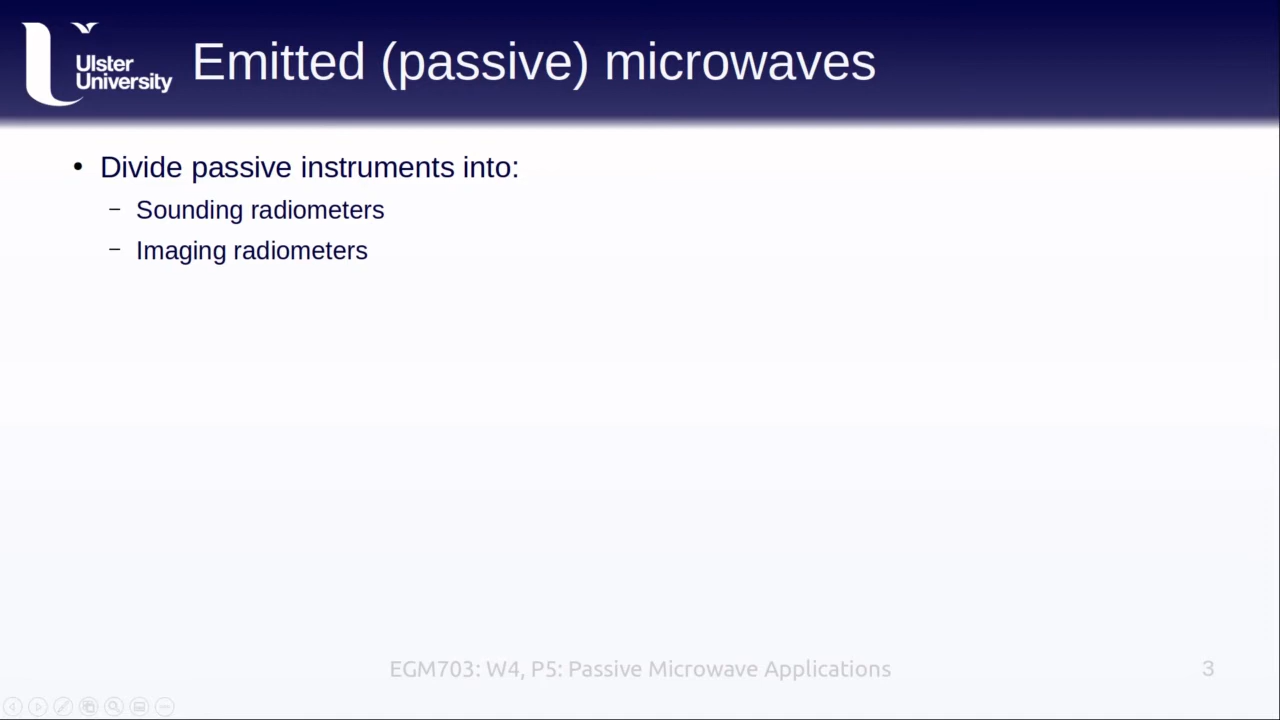 Ulster
University
Emitted (passive) microwaves
• Divide passive instruments into:
– Sounding radiometers
– Imaging radiometers
EGM703: W4, P5: Passive Microwave Applications
3